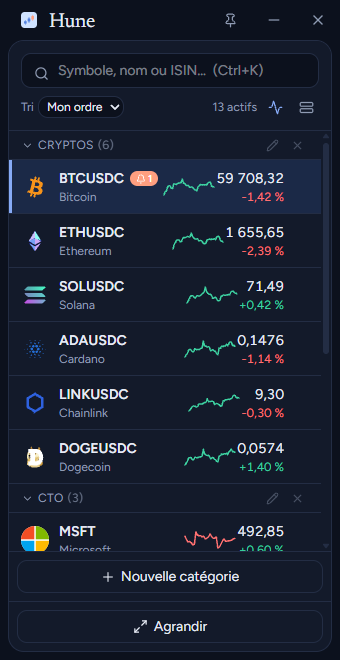 Hune
Symbole, nom ou ISIN... (Ctrl+K)
Tri Mon ordre 13 actifs
CRYPTOS (6)
BTCUSDC 1 59 708,32
Bitcoin -1,42 %
ETHUSDC 1 655,65
Ethereum -2,39 %
SOLUSDC 71,49
Solana +0,42 %
ADAUSDC 0,1476
Cardano -1,14 %
LINKUSDC 9,30
Chainlink -0,30 %
DOGEUSDC 0,0574
Dogecoin +1,40 %
CTO (3)
MSFT 492,85
Microsoft +0,60 %
Nouvelle catégorie
Agrandir